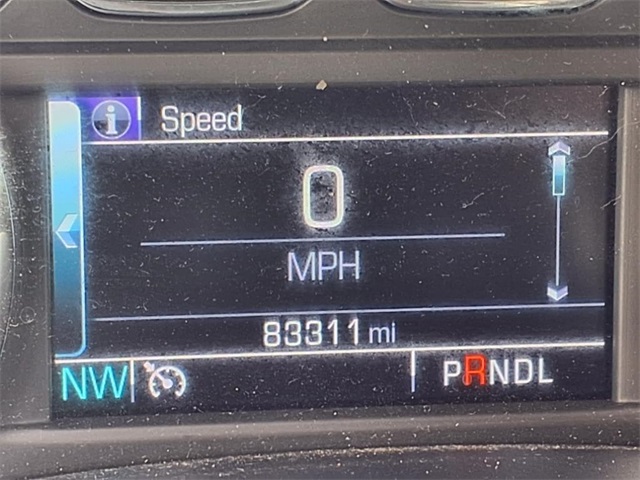 Speed
0
MPH
83311 mi
NW PRNDL